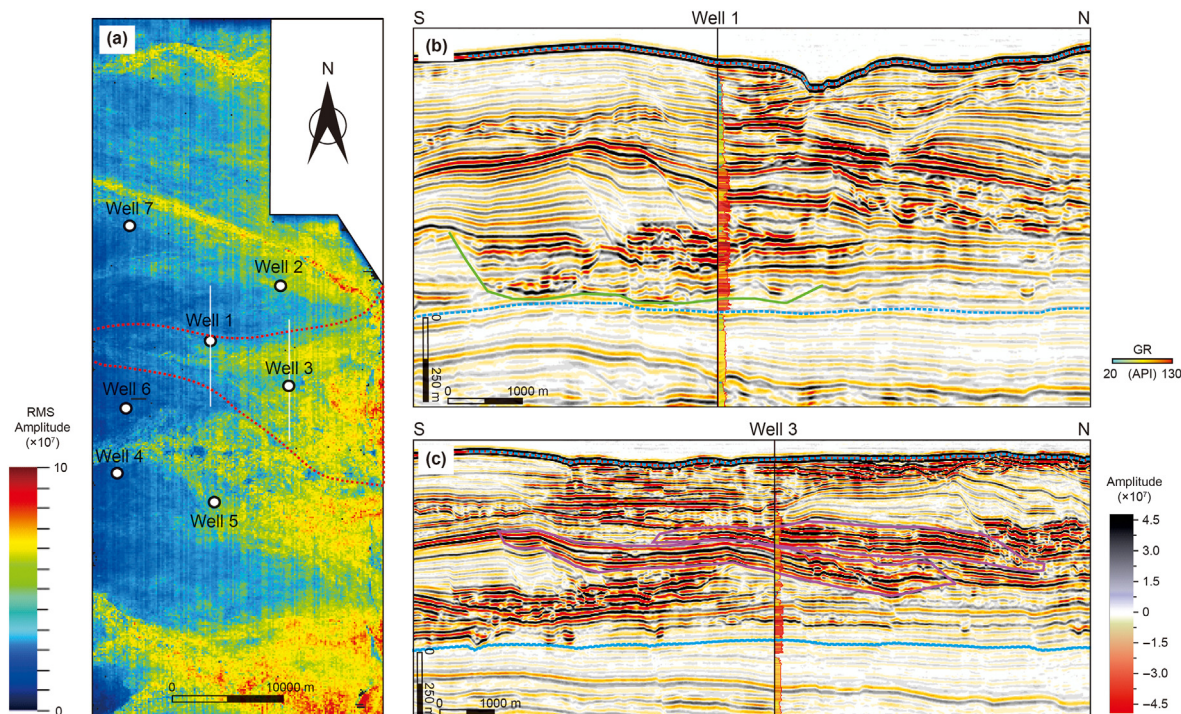 (a)
N
Well 7
Well 2
Well 1
Well 3
Well 6
Well 4
Well 5
RMS
Amplitude
(×10⁷)
10
0
0 10000 m
S Well 1 N
(b)
0
250 m
0 1000 m
GR
20 (API) 130
S Well 3 N
(c)
0
250 m
0 1000 m
Amplitude
(×10⁷)
4.5
3.0
1.5
0
-1.5
-3.0
-4.5